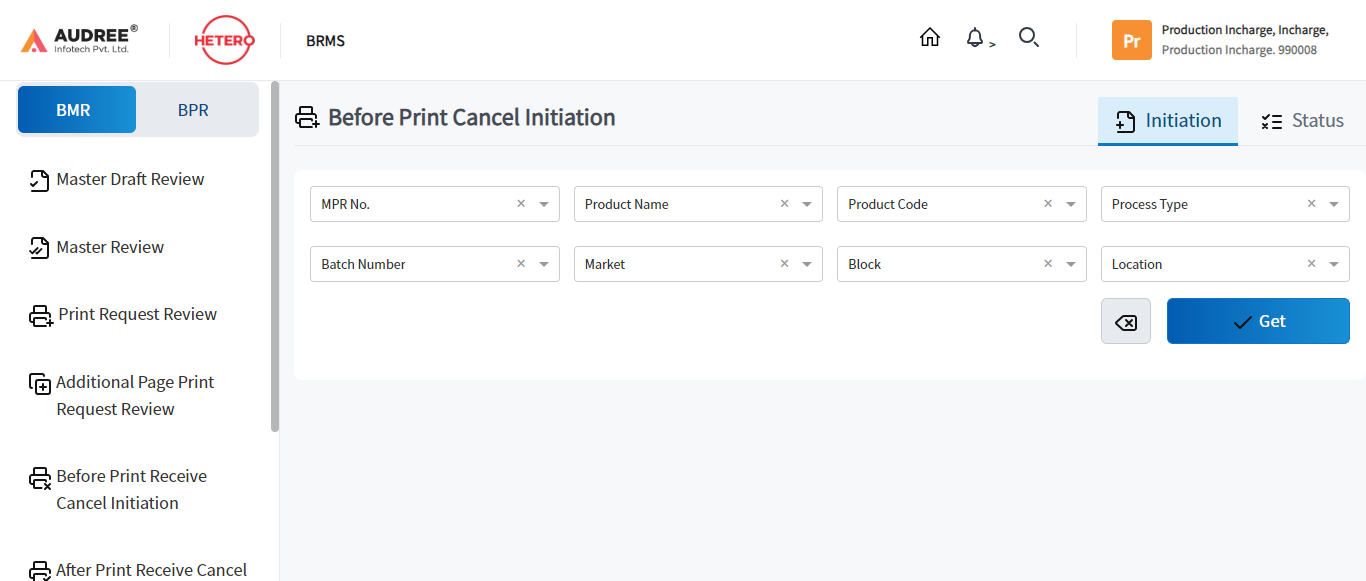 AUDREE®
Infotech Pvt. Ltd.
HETERO
BRMS
>
Pr
Production Incharge, Incharge,
Production Incharge. 990008
BMR
BPR
Master Draft Review
Master Review
Print Request Review
Additional Page Print
Request Review
Before Print Receive
Cancel Initiation
After Print Receive Cancel
Before Print Cancel Initiation
Initiation
Status
MPR No.
Product Name
Product Code
Process Type
Batch Number
Market
Block
Location
Get